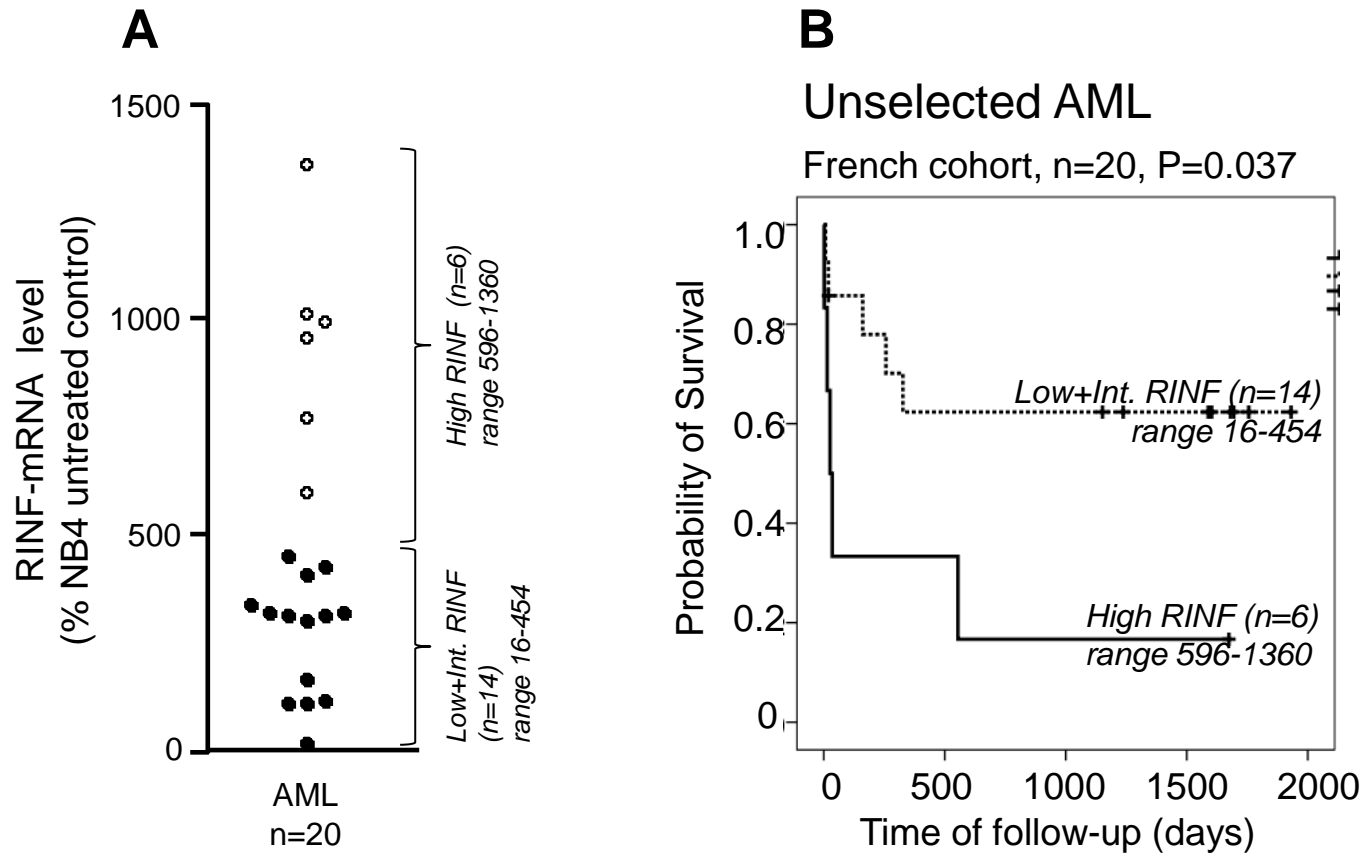 A
1500
1000
500
0
RINF-mRNA level
(% NB4 untreated control)
High RINF (n=6)
range 596-1360
Low+Int. RINF
(n=14)
range 16-454
AML
n=20
B
Unselected AML
French cohort, n=20, P=0.037
Probability of Survival
1.0
0.8
0.6
0.4
0.2
0
Low+Int. RINF (n=14)
range 16-454
High RINF (n=6)
range 596-1360
0 500 1000 1500 2000
Time of follow-up (days)